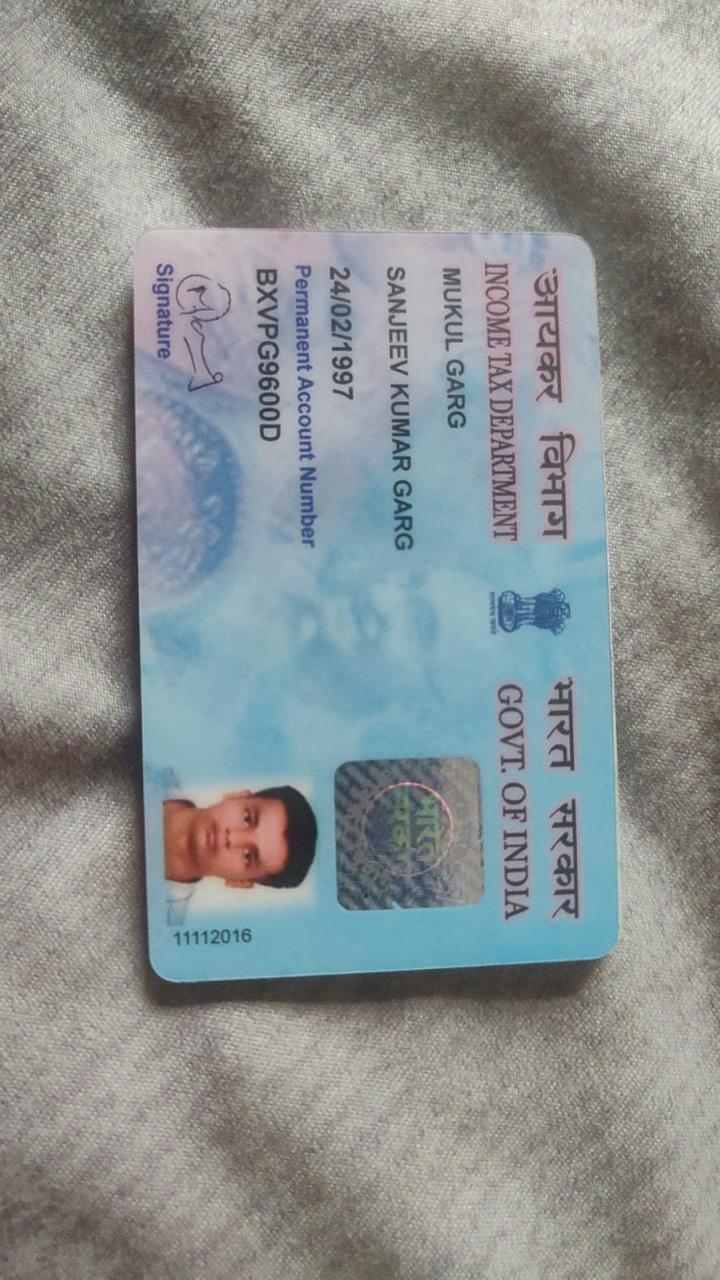 आयकर विभाग
INCOME TAX DEPARTMENT
भारत सरकार
GOVT. OF INDIA
MUKUL GARG
SANJEEV KUMAR GARG
24/02/1997
Permanent Account Number
BXVPG9600D
Signature
11112016